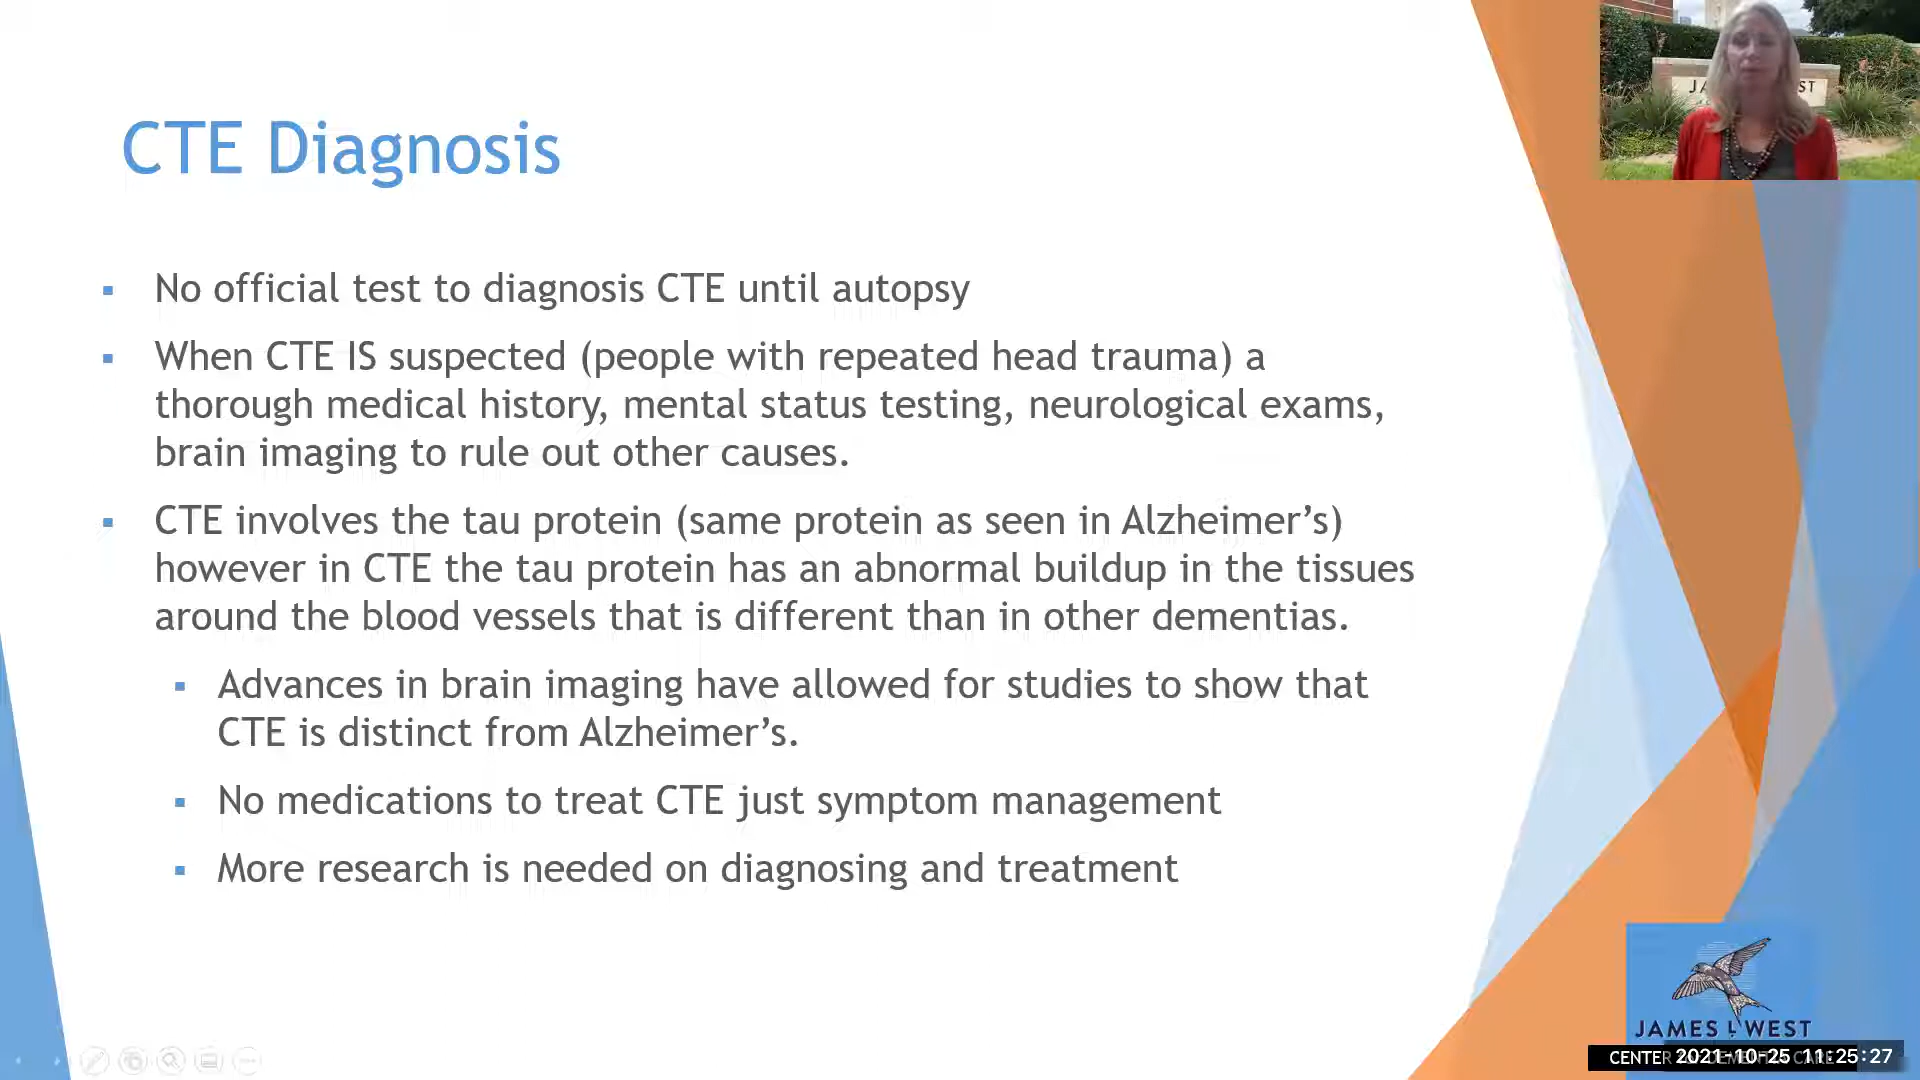 JA ST
CTE Diagnosis
No official test to diagnosis CTE until autopsy
When CTE IS suspected (people with repeated head trauma) a
thorough medical history, mental status testing, neurological exams,
brain imaging to rule out other causes.
CTE involves the tau protein (same protein as seen in Alzheimer’s)
however in CTE the tau protein has an abnormal buildup in the tissues
around the blood vessels that is different than in other dementias.
Advances in brain imaging have allowed for studies to show that
CTE is distinct from Alzheimer’s.
No medications to treat CTE just symptom management
More research is needed on diagnosing and treatment
JAMES L WEST
CENTER
2021-10-25 11:25:27